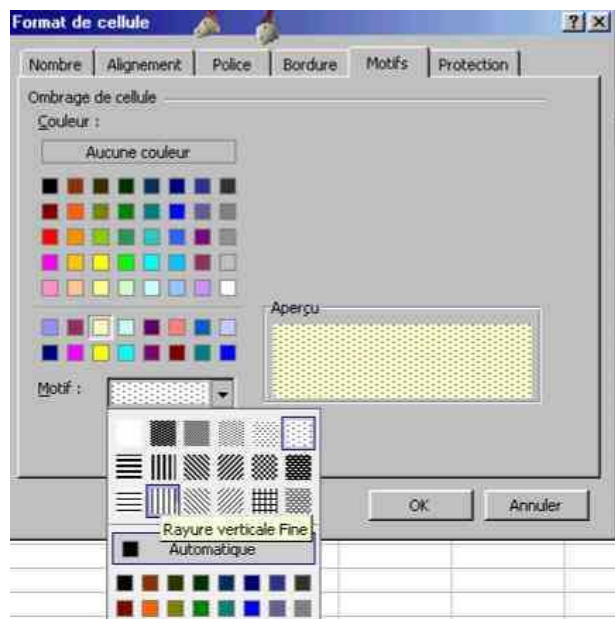 Format de cellule
Nombre Alignement Police Bordure Motifs Protection
Ombrage de cellule
Couleur :
Aucune couleur
Aperçu
Motif :
OK Annuler
Rayure verticale Fine
Automatique